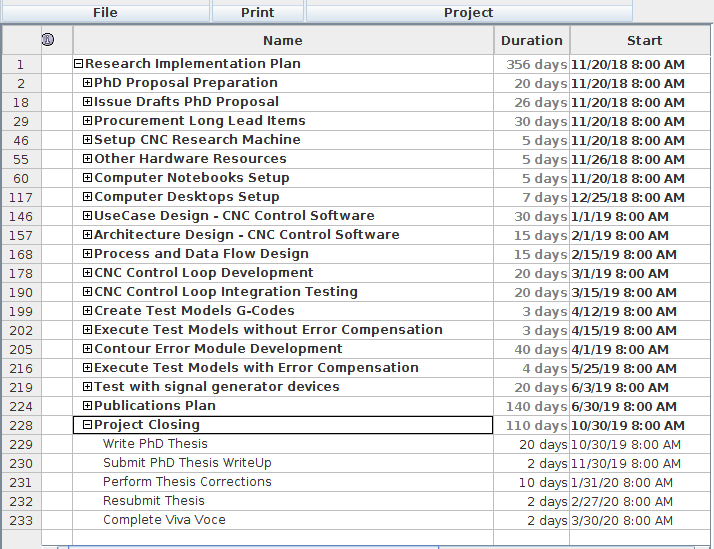 File Print Project
Name Duration Start
1 Research Implementation Plan 356 days 11/20/18 8:00 AM
2 PhD Proposal Preparation 20 days 11/20/18 8:00 AM
18 Issue Drafts PhD Proposal 26 days 11/20/18 8:00 AM
29 Procurement Long Lead Items 30 days 11/20/18 8:00 AM
46 Setup CNC Research Machine 5 days 11/20/18 8:00 AM
55 Other Hardware Resources 5 days 11/26/18 8:00 AM
60 Computer Notebooks Setup 5 days 11/20/18 8:00 AM
117 Computer Desktops Setup 7 days 12/25/18 8:00 AM
146 UseCase Design - CNC Control Software 30 days 1/1/19 8:00 AM
157 Architecture Design - CNC Control Software 15 days 2/1/19 8:00 AM
168 Process and Data Flow Design 15 days 2/15/19 8:00 AM
178 CNC Control Loop Development 20 days 3/1/19 8:00 AM
190 CNC Control Loop Integration Testing 20 days 3/15/19 8:00 AM
199 Create Test Models G-Codes 3 days 4/12/19 8:00 AM
202 Execute Test Models without Error Compensation 3 days 4/15/19 8:00 AM
205 Contour Error Module Development 40 days 4/1/19 8:00 AM
216 Execute Test Models with Error Compensation 4 days 5/25/19 8:00 AM
219 Test with signal generator devices 20 days 6/3/19 8:00 AM
224 Publications Plan 140 days 6/30/19 8:00 AM
228 Project Closing 110 days 10/30/19 8:00 AM
229 Write PhD Thesis 20 days 10/30/19 8:00 AM
230 Submit PhD Thesis WriteUp 2 days 11/30/19 8:00 AM
231 Perform Thesis Corrections 10 days 1/31/20 8:00 AM
232 Resubmit Thesis 2 days 2/27/20 8:00 AM
233 Complete Viva Voce 2 days 3/30/20 8:00 AM